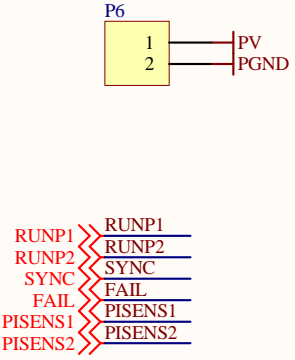 P6
1 PV
2 PGND
RUNP1 RUNP1
RUNP2 RUNP2
SYNC SYNC
FAIL FAIL
PISENS1 PISENS1
PISENS2 PISENS2